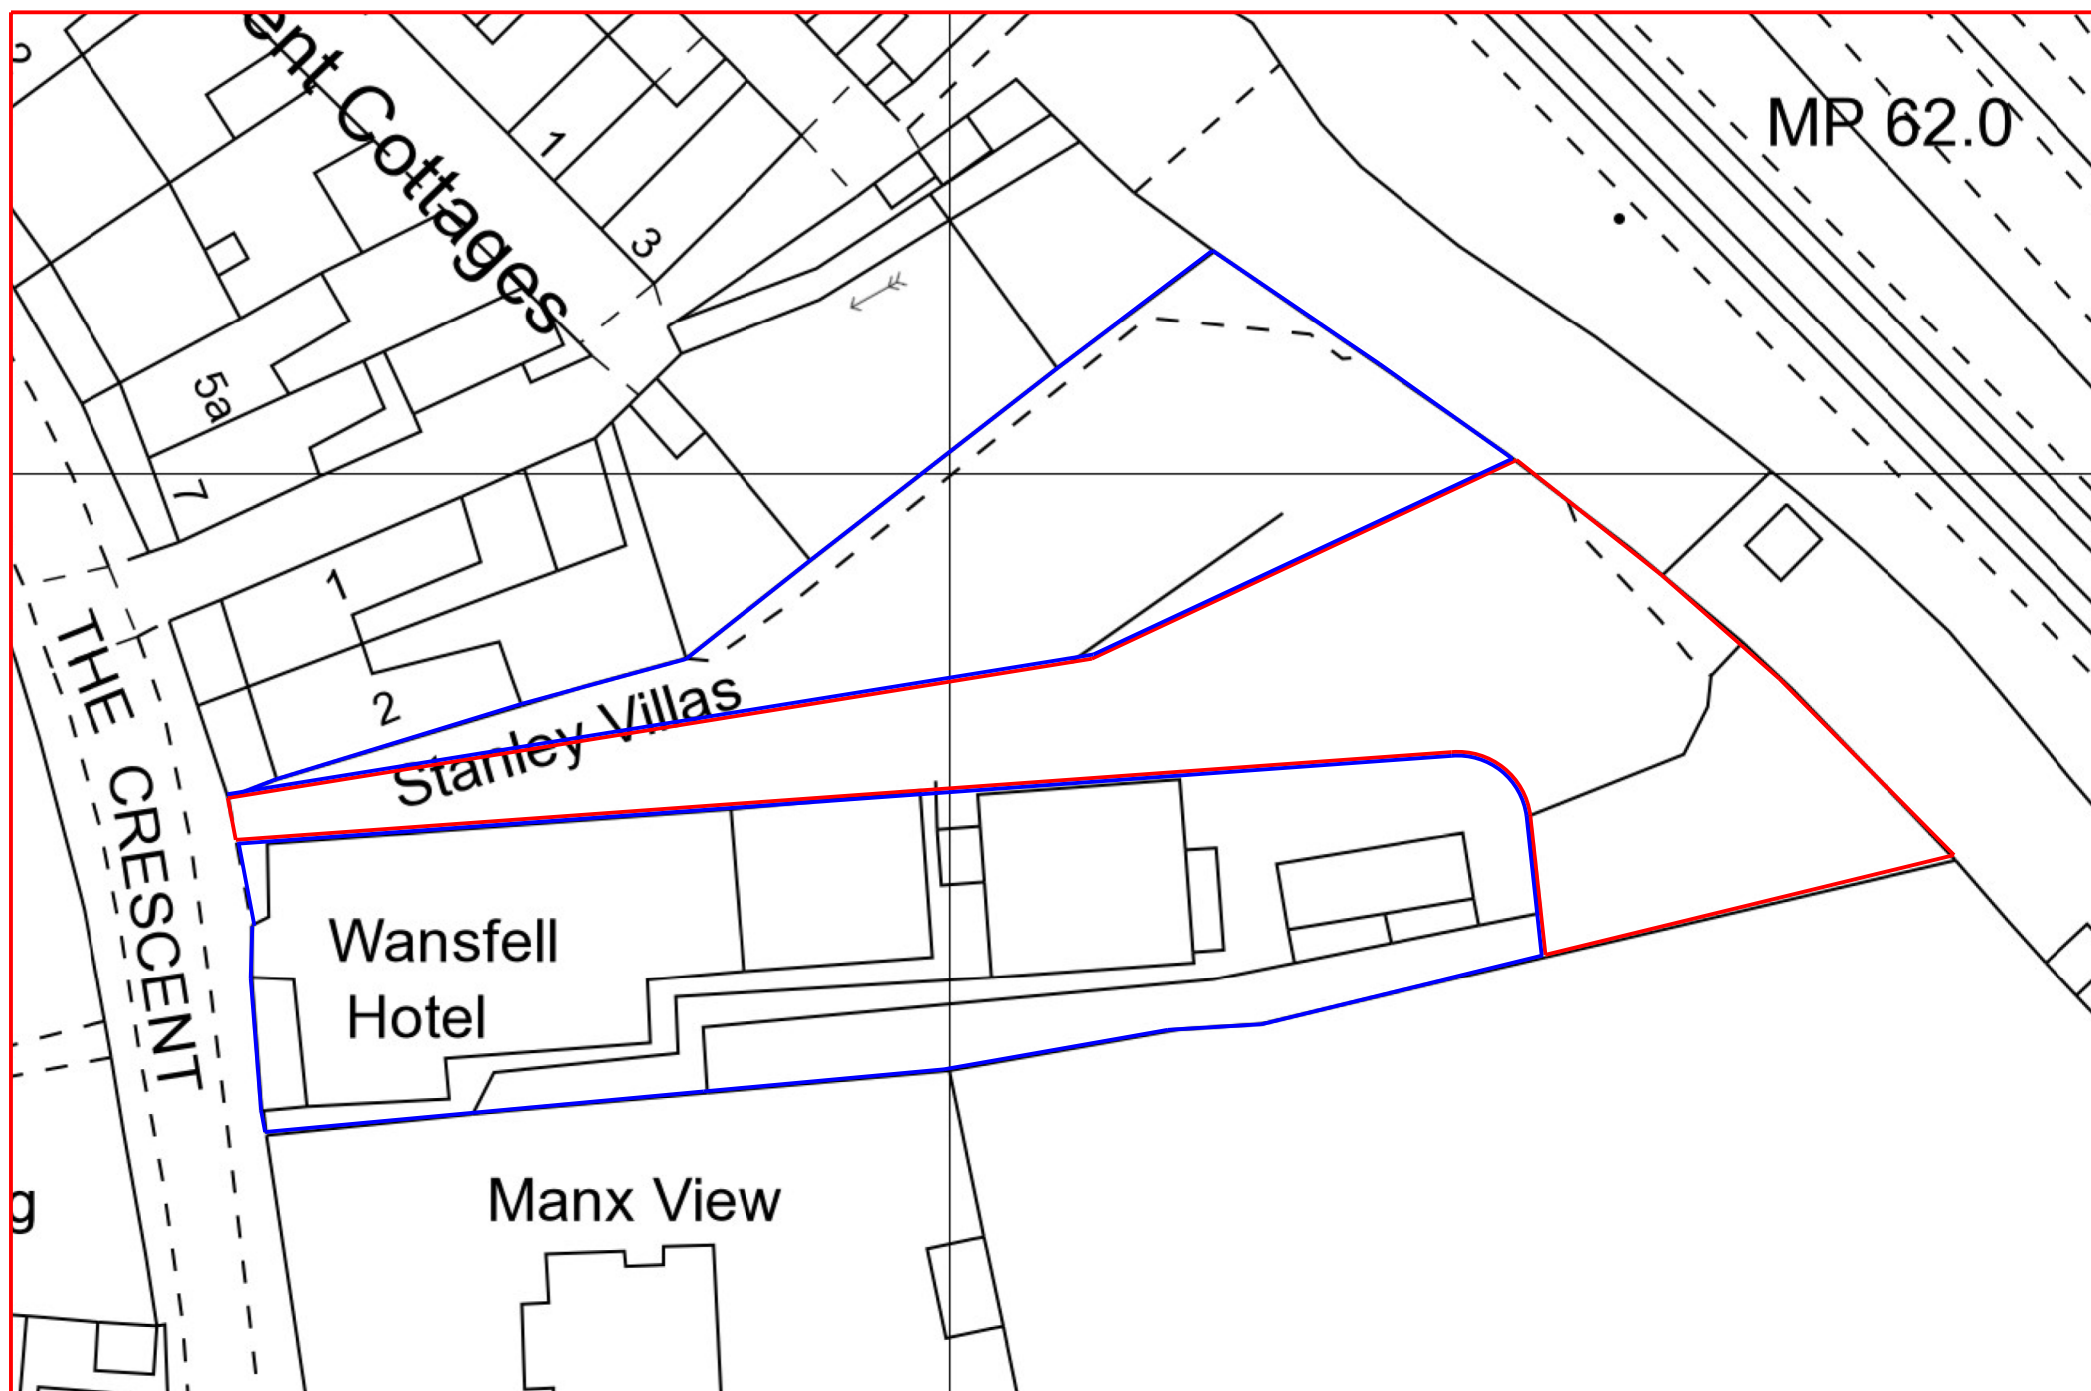 ent Cottages
MP 62.0
1
3
5a
7
1
2
Stanley Villas
THE CRESCENT
Wansfell
Hotel
Manx View
g